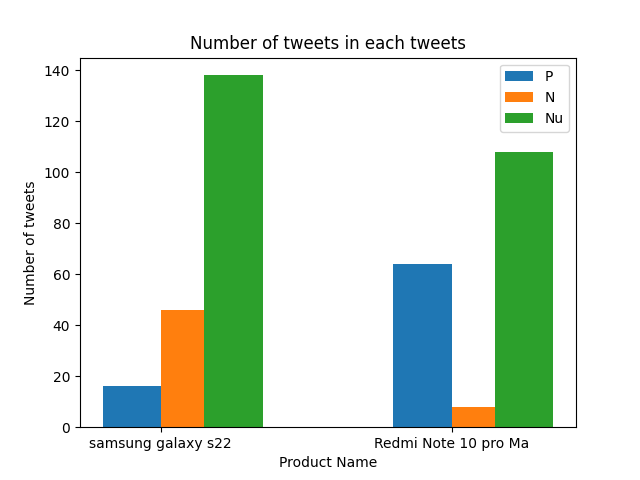 Number of tweets in each tweets
P
N
Nu
140
120
100
80
60
40
20
0
Number of tweets
samsung galaxy s22
Redmi Note 10 pro Ma
Product Name